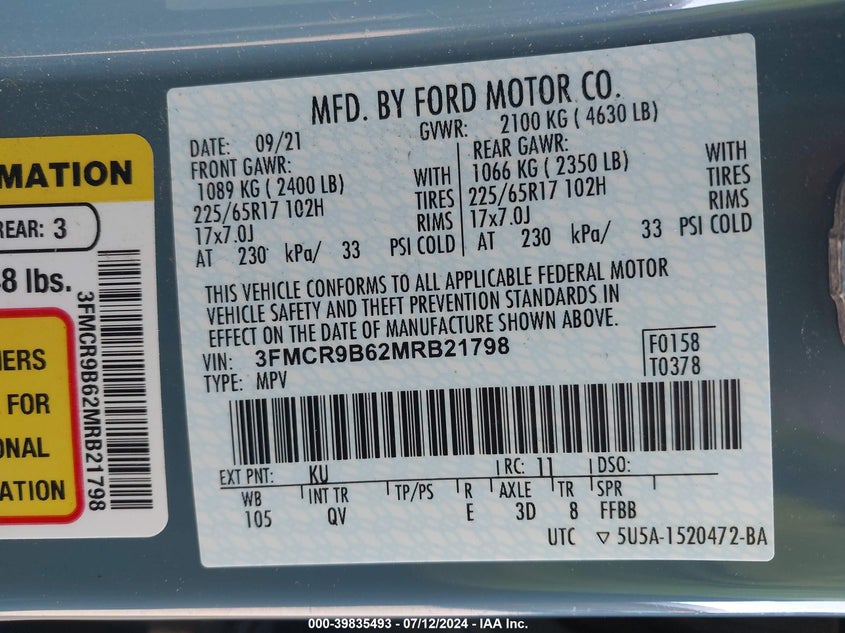 MATION
REAR: 3
8 lbs.
3FMCR9B62MRB21798
FOR
ONAL
ATION
MFD. BY FORD MOTOR CO.
DATE: 09/21 GVWR: 2100 KG ( 4630 LB)
FRONT GAWR: REAR GAWR:
1089 KG ( 2400 LB) WITH 1066 KG ( 2350 LB) WITH
225/65R17 102H TIRES 225/65R17 102H TIRES
17x7.0J RIMS 17x7.0J RIMS
AT 230 kPa/ 33 PSI COLD AT 230 kPa/ 33 PSI COLD
THIS VEHICLE CONFORMS TO ALL APPLICABLE FEDERAL MOTOR
VEHICLE SAFETY AND THEFT PREVENTION STANDARDS IN
EFFECT ON THE DATE OF MANUFACTURE SHOWN ABOVE.
VIN: 3FMCR9B62MRB21798 F0158
TYPE: MPV T0378
EXT PNT: KU RC: 11 DSO:
WB INT TR TP/PS R AXLE TR SPR
105 QV E 3D 8 FFBB
UTC ▽ 5U5A-1520472-BA
000-39835493 - 07/12/2024 - IAA Inc.